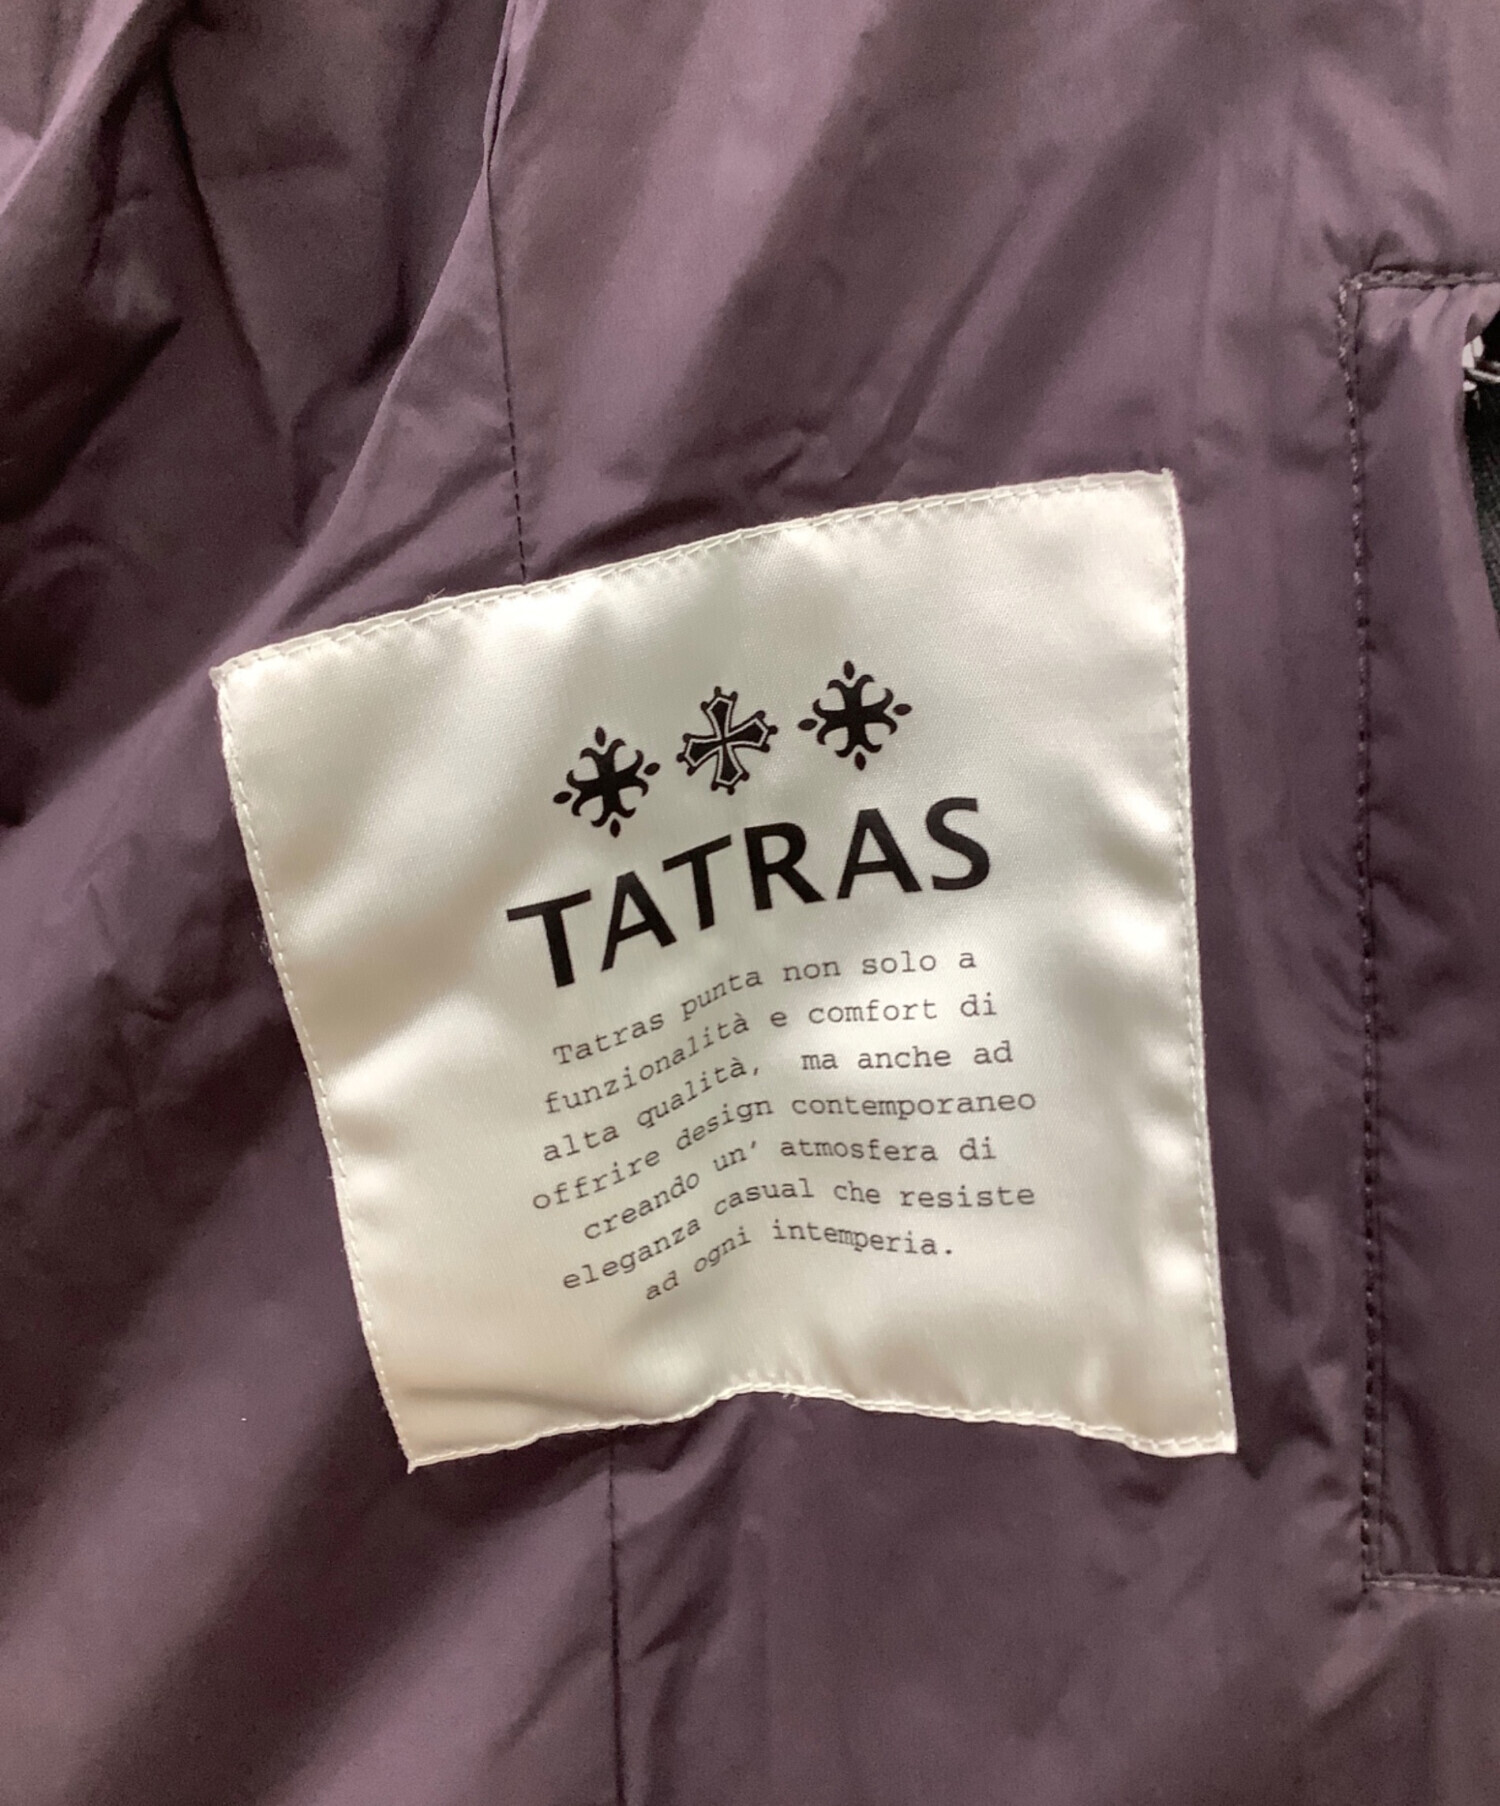 TATRAS
Tatras punta non solo a
funzionalità e comfort di
alta qualità, ma anche ad
offrire design contemporaneo
creando un' atmosfera di
eleganza casual che resiste
ad ogni intemperia.